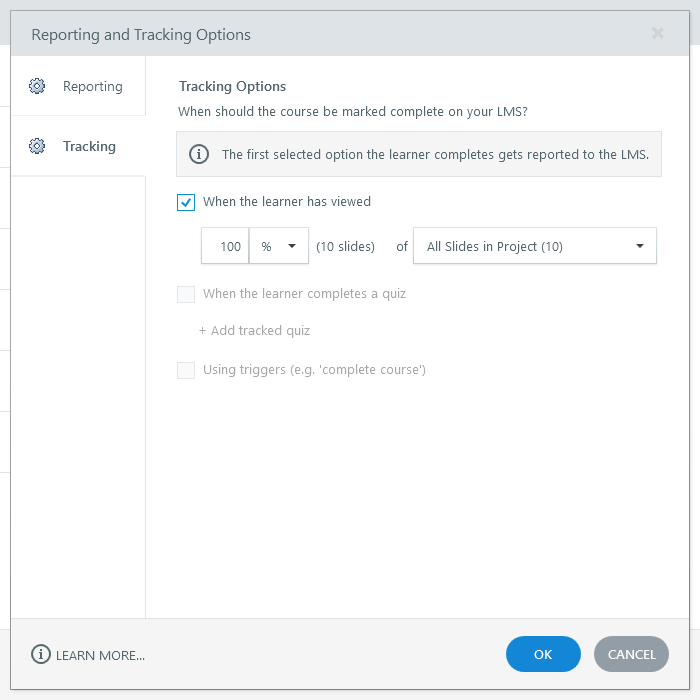 Reporting and Tracking Options
Reporting
Tracking
Tracking Options
When should the course be marked complete on your LMS?
The first selected option the learner completes gets reported to the LMS.
When the learner has viewed
100 % (10 slides) of All Slides in Project (10)
When the learner completes a quiz
+ Add tracked quiz
Using triggers (e.g. 'complete course')
LEARN MORE...
OK
CANCEL